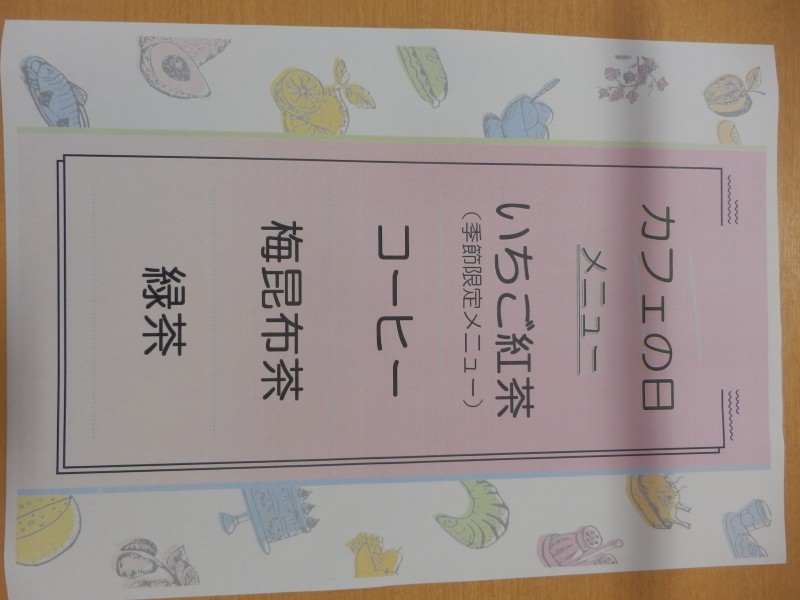 カフェの日
メニュー
いちご紅茶
（季節限定メニュー）
コーヒー
梅昆布茶
緑茶